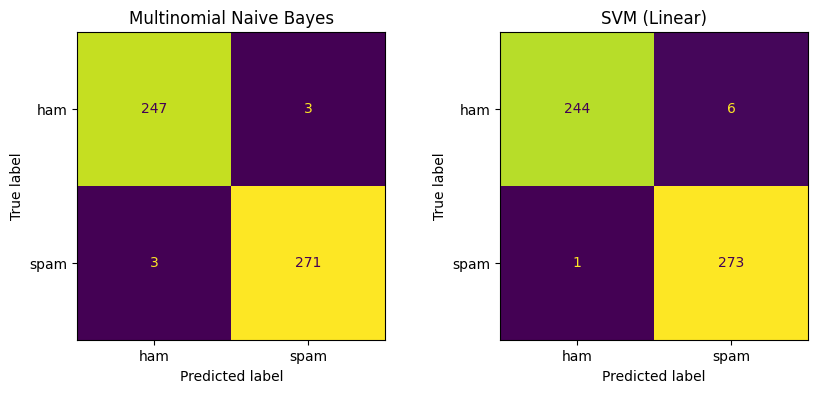 Multinomial Naive Bayes
ham
247
3
spam
3
271
ham
spam
Predicted label
True label
SVM (Linear)
ham
244
6
spam
1
273
ham
spam
Predicted label
True label